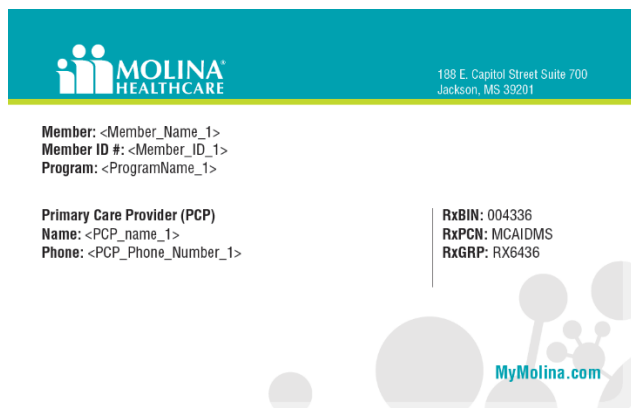 MOLINA®
HEALTHCARE
188 E. Capitol Street Suite 700
Jackson, MS 39201
Member: <Member_Name_1>
Member ID #: <Member_ID_1>
Program: <ProgramName_1>
Primary Care Provider (PCP)
Name: <PCP_name_1>
Phone: <PCP_Phone_Number_1>
RxBIN: 004336
RxPCN: MCAIDMS
RxGRP: RX6436
MyMolina.com